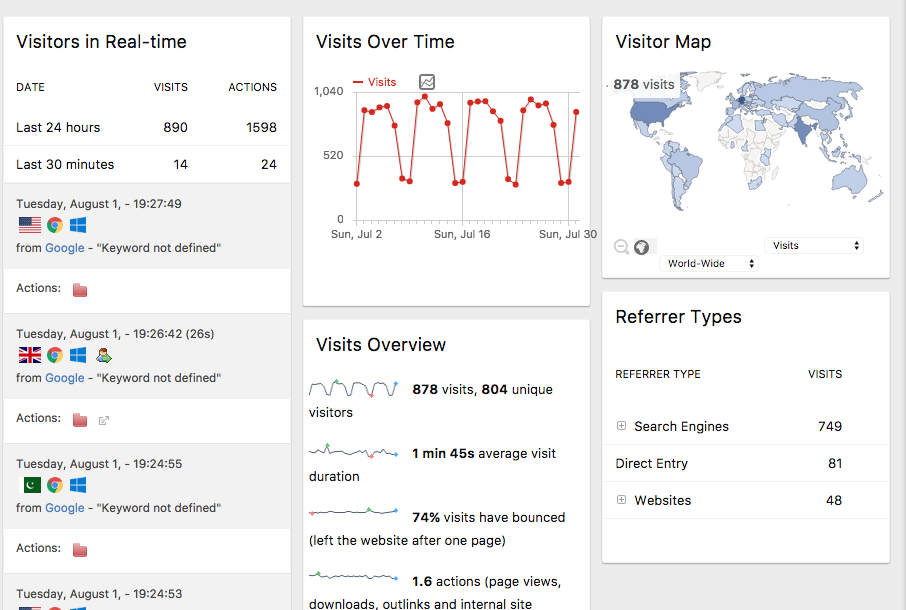 Visitors in Real-time
DATE VISITS ACTIONS
Last 24 hours 890 1598
Last 30 minutes 14 24
Tuesday, August 1, - 19:27:49
from Google - "Keyword not defined"
Actions:
Tuesday, August 1, - 19:26:42 (26s)
from Google - "Keyword not defined"
Actions:
Tuesday, August 1, - 19:24:55
from Google - "Keyword not defined"
Actions:
Tuesday, August 1, - 19:24:53
Visits Over Time
Visits
1,040
520
0
Sun, Jul 2 Sun, Jul 16 Sun, Jul 30
Visits Overview
878 visits, 804 unique
visitors
1 min 45s average visit
duration
74% visits have bounced
(left the website after one page)
1.6 actions (page views,
downloads, outlinks and internal site
Visitor Map
878 visits
Visits
World-Wide
Referrer Types
REFERRER TYPE VISITS
Search Engines 749
Direct Entry 81
Websites 48